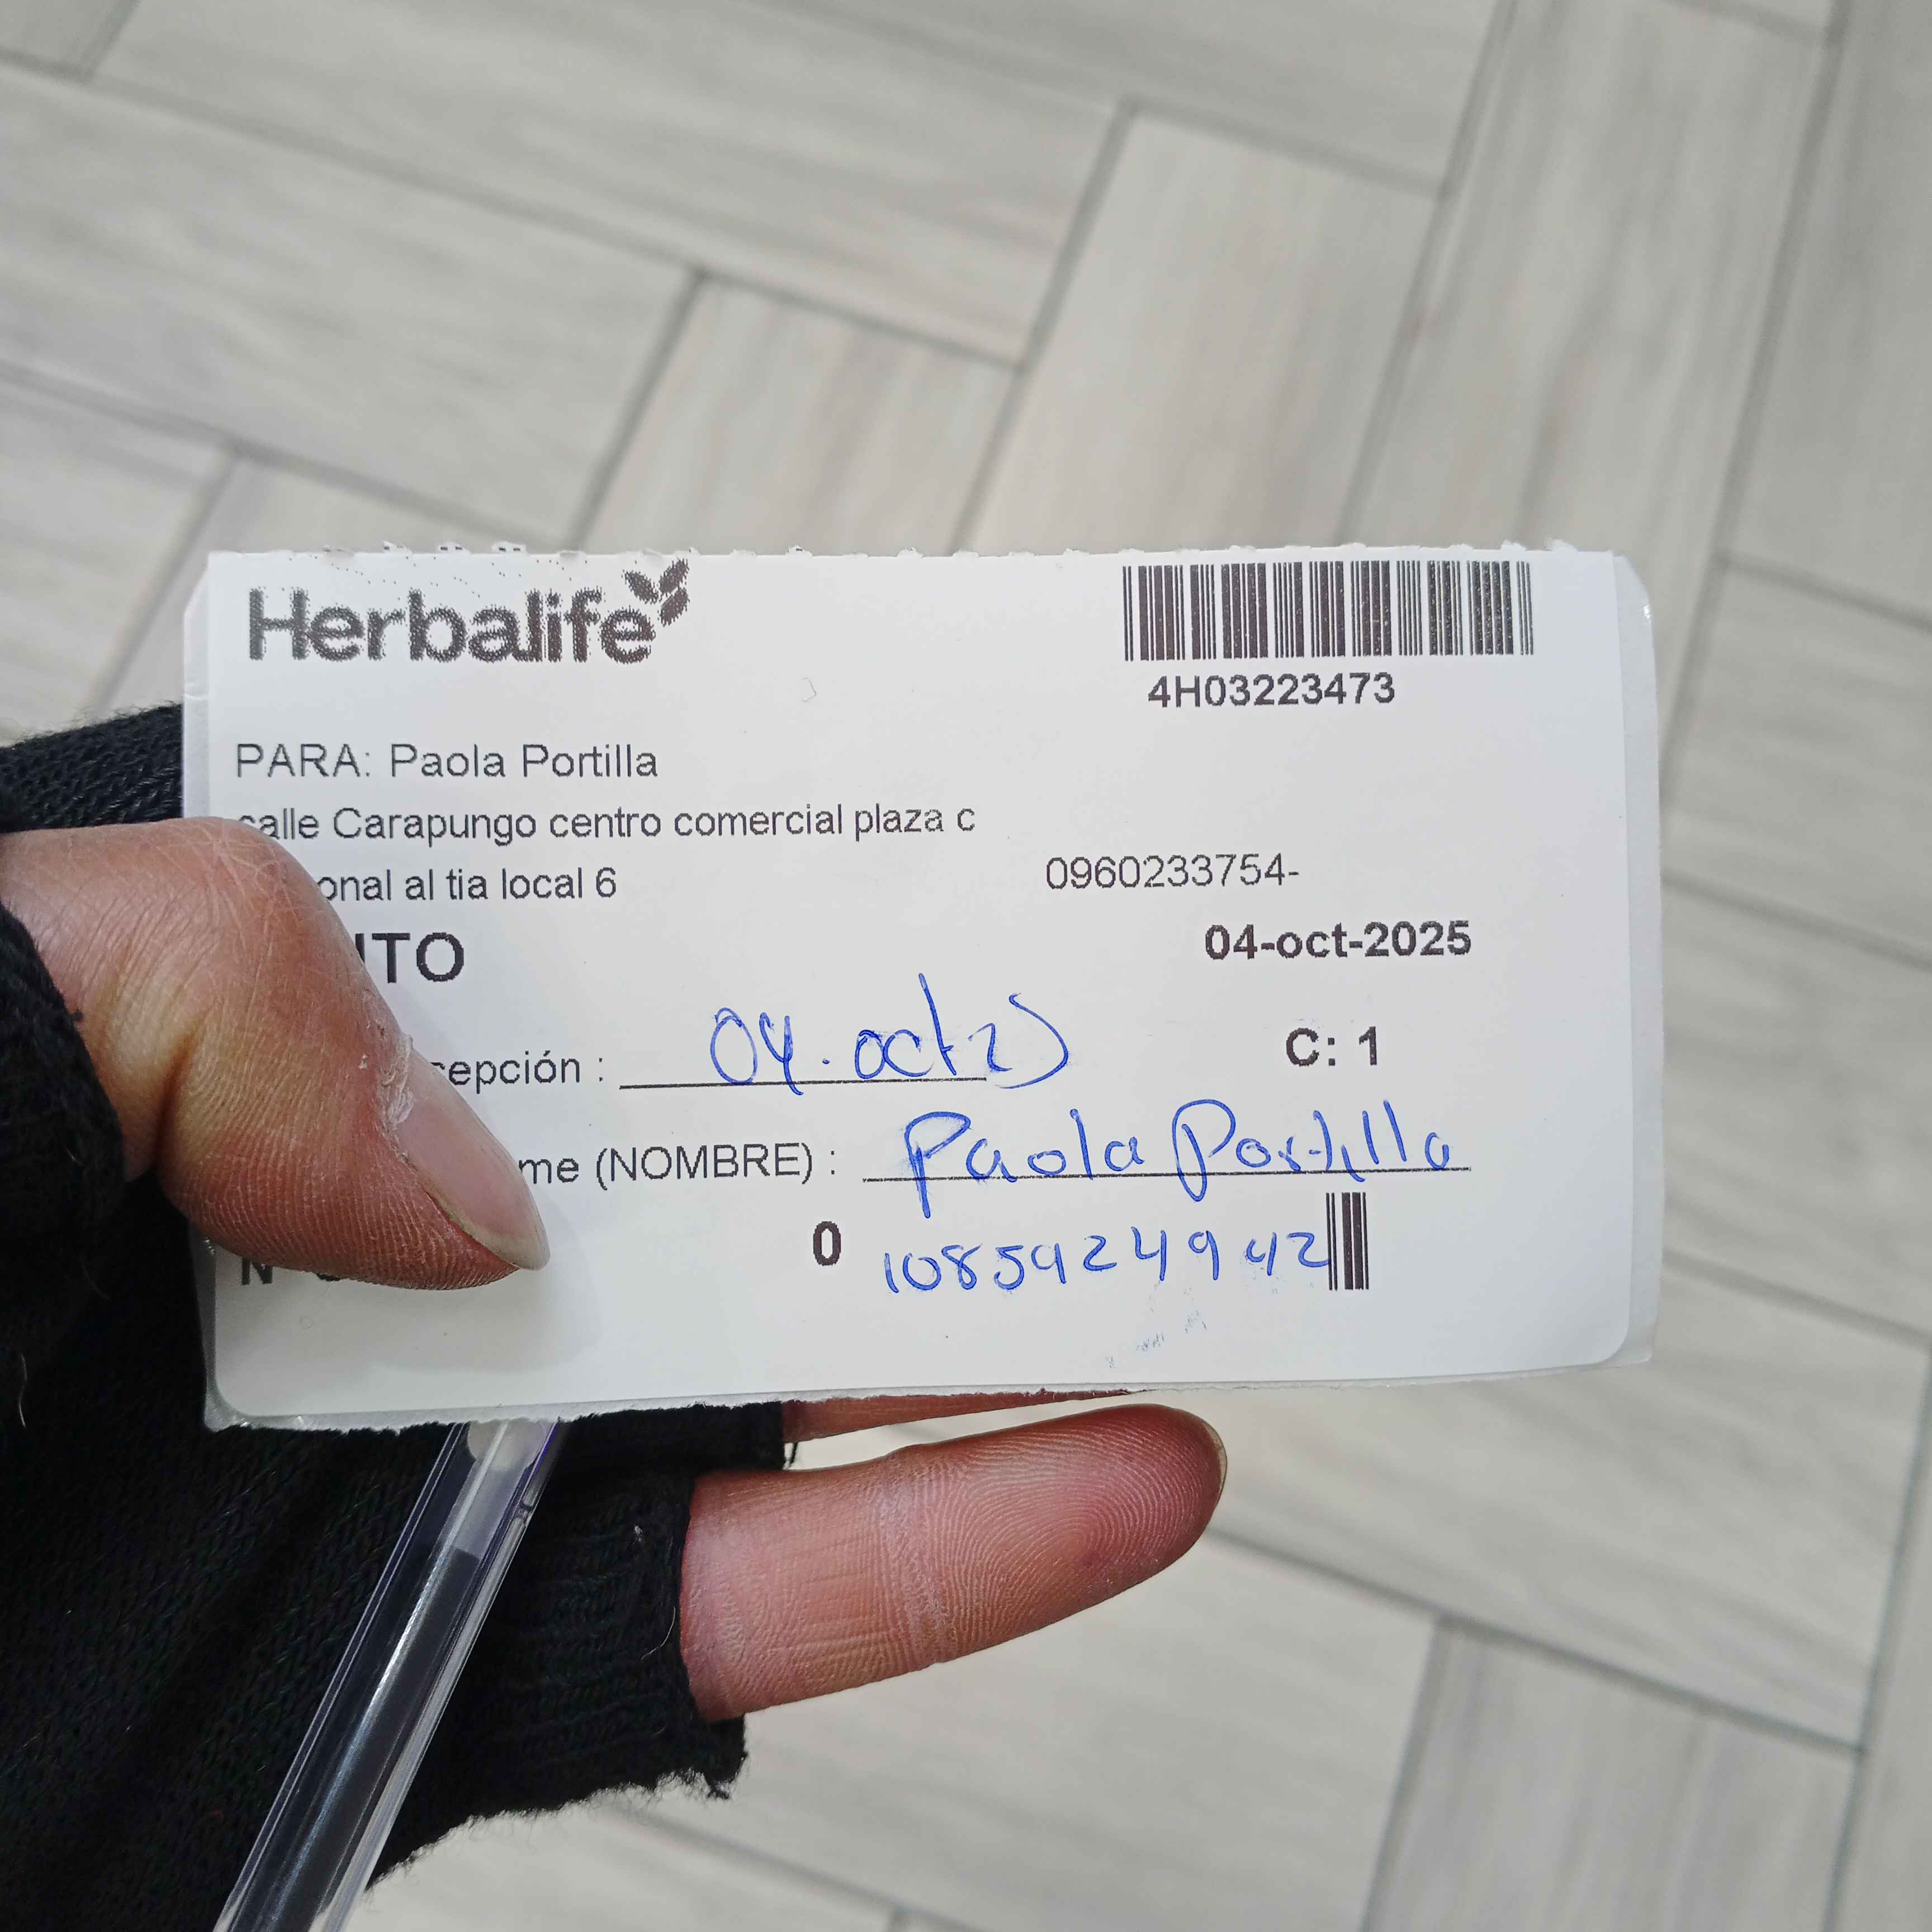 Herbalife
4H03223473
PARA: Paola Portilla
calle Carapungo centro comercial plaza c
onal al tia local 6
0960233754-
ITO
04-oct-2025
cepción : 04.oct25
C: 1
me (NOMBRE) : Paola Portilla
0 1085924942